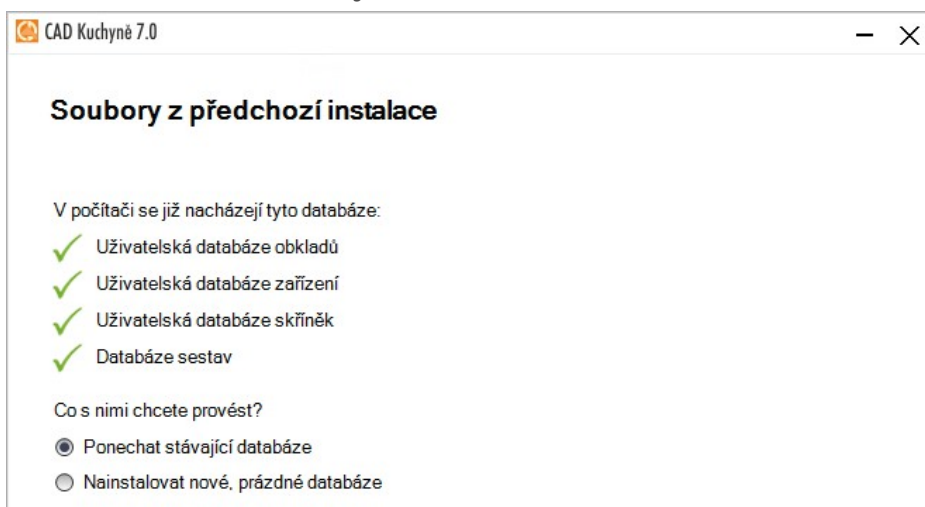 CAD Kuchyně 7.0
Soubory z předchozí instalace
V počítači se již nacházejí tyto databáze:
Uživatelská databáze obkladů
Uživatelská databáze zařízení
Uživatelská databáze skříněk
Databáze sestav
Co s nimi chcete provést?
Ponechat stávající databáze
Nainstalovat nové, prázdné databáze